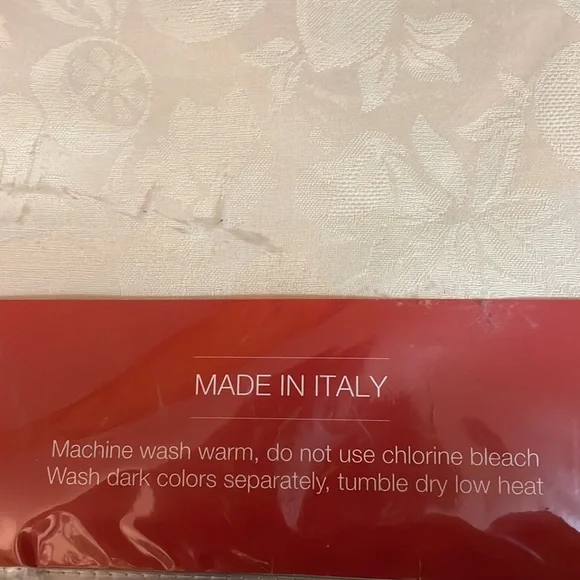 MADE IN ITALY
Machine wash warm, do not use chlorine bleach
Wash dark colors separately, tumble dry low heat